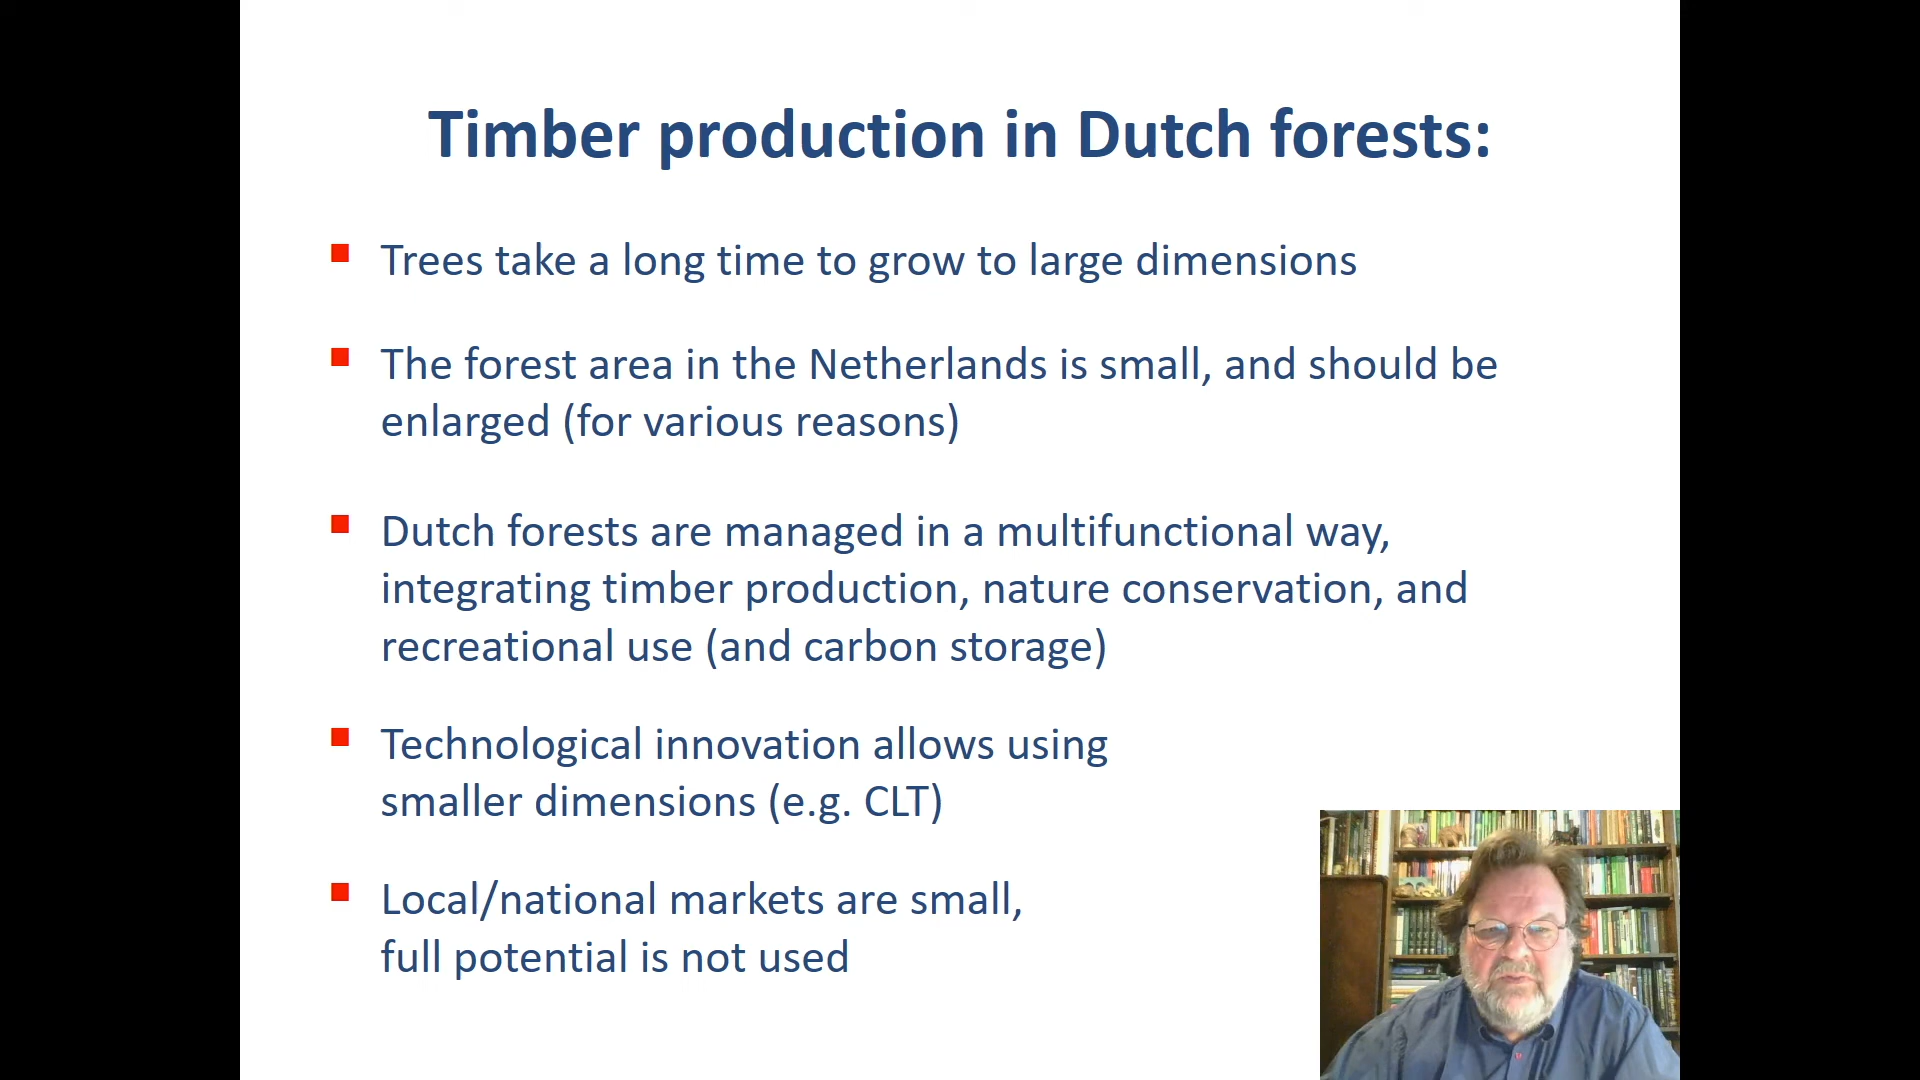 Timber production in Dutch forests:
Trees take a long time to grow to large dimensions
The forest area in the Netherlands is small, and should be
enlarged (for various reasons)
Dutch forests are managed in a multifunctional way,
integrating timber production, nature conservation, and
recreational use (and carbon storage)
Technological innovation allows using
smaller dimensions (e.g. CLT)
Local/national markets are small,
full potential is not used